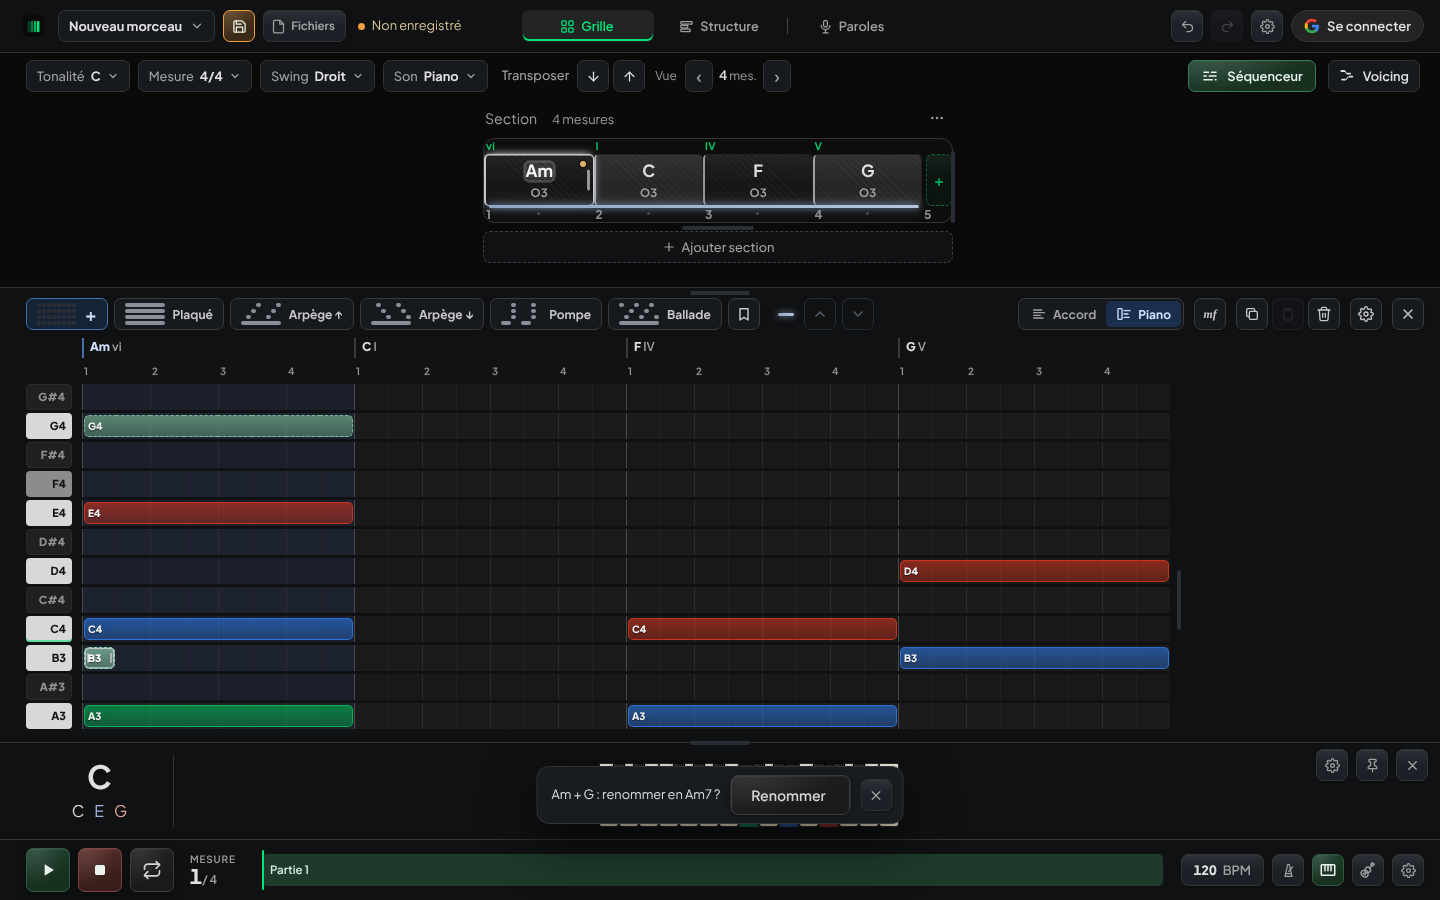 Nouveau morceau Fichiers Non enregistré Grille Structure Paroles Se connecter
Tonalité C Mesure 4/4 Swing Droit Son Piano Transposer Vue 4 mes. Séquenceur Voicing
Section 4 mesures
vi I IV V
Am C F G
O3 O3 O3 O3
1 2 3 4 5
Ajouter section
Plaqué Arpège ↑ Arpège ↓ Pompe Ballade Accord Piano mf
Am vi C I F IV G V
1 2 3 4 1 2 3 4 1 2 3 4 1 2 3 4
G#4
G4 G4
F#4
F4
E4 E4
D#4
D4 D4
C#4
C4 C4 C4
B3 B3 B3
A#3
A3 A3 A3
C
C E G
Am + G : renommer en Am7 ? Renommer
MESURE
1 / 4
Partie 1
120 BPM